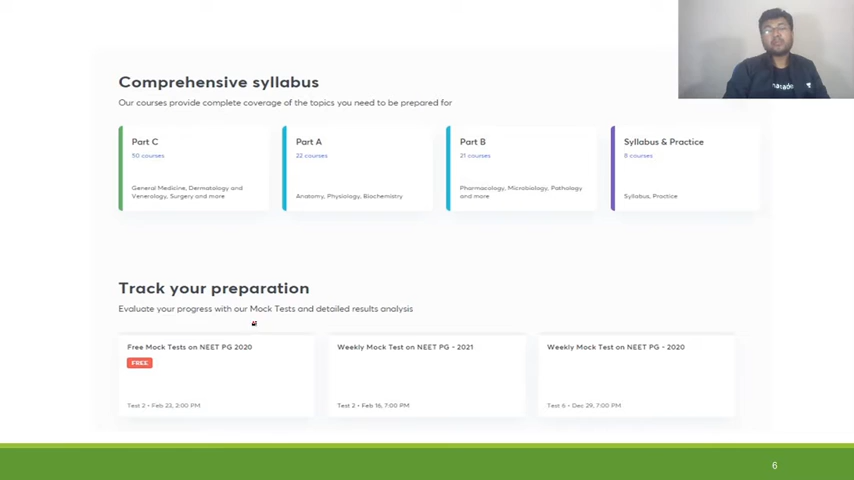 Comprehensive syllabus
Our courses provide complete coverage of the topics you need to be prepared for
Part C
50 courses
General Medicine, Dermatology and
Venerology, Surgery and more
Part A
22 courses
Anatomy, Physiology, Biochemistry
Part B
21 courses
Pharmacology, Microbiology, Pathology
and more
Syllabus & Practice
8 courses
Syllabus, Practice
Track your preparation
Evaluate your progress with our Mock Tests and detailed results analysis
Free Mock Tests on NEET PG 2020
FREE
Test 2 • Feb 23, 2:00 PM
Weekly Mock Test on NEET PG - 2021
Test 2 • Feb 16, 7:00 PM
Weekly Mock Test on NEET PG - 2020
Test 6 • Dec 29, 7:00 PM
6